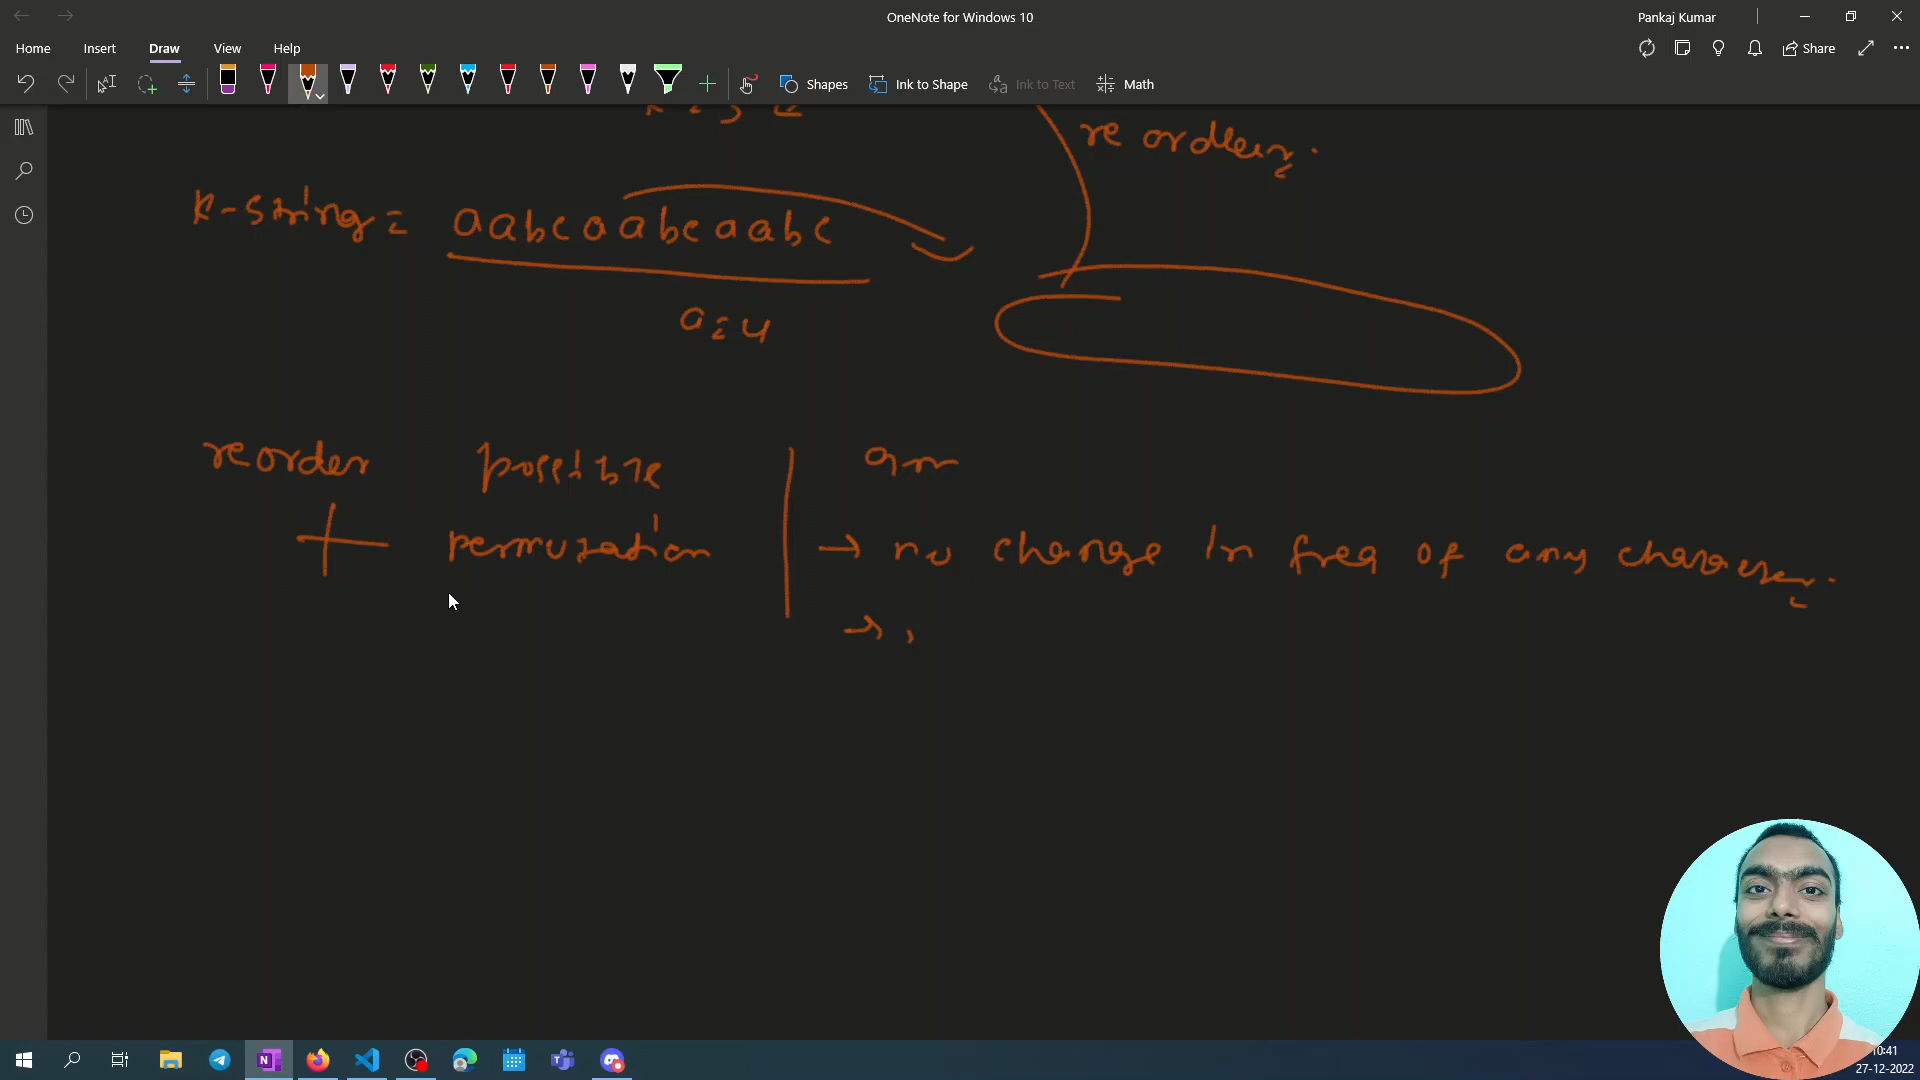 OneNote for Windows 10
Pankaj Kumar
Home Insert Draw View Help
Share
Shapes Ink to Shape Ink to Text Math
re
k-string = aabcaabcaabc
a = 4
reorder possible
permutation
→ no change in freq of any character.
→
10:41
27-12-2022